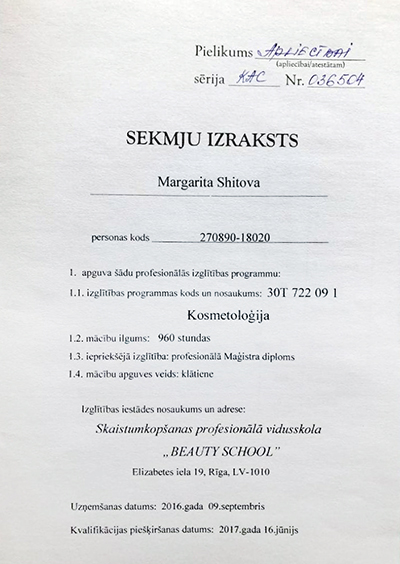 Pielikums Apliecībai
(apliecībai/atestātam)
sērija KAC Nr. 036504
SEKMJU IZRAKSTS
Margarita Shitova
personas kods 270890-18020
1. apguva šādu profesionālās izglītības programmu:
1.1. izglītības programmas kods un nosaukums: 30T 722 09 1
Kosmetoloģija
1.2. mācību ilgums: 960 stundas
1.3. iepriekšējā izglītība: profesionālā Maģistra diploms
1.4. mācību apguves veids: klātiene
Izglītības iestādes nosaukums un adrese:
Skaistumkopšanas profesionālā vidusskola
„BEAUTY SCHOOL”
Elizabetes iela 19, Rīga, LV-1010
Uzņemšanas datums: 2016.gada 09.septembris
Kvalifikācijas piešķiršanas datums: 2017.gada 16.jūnijs